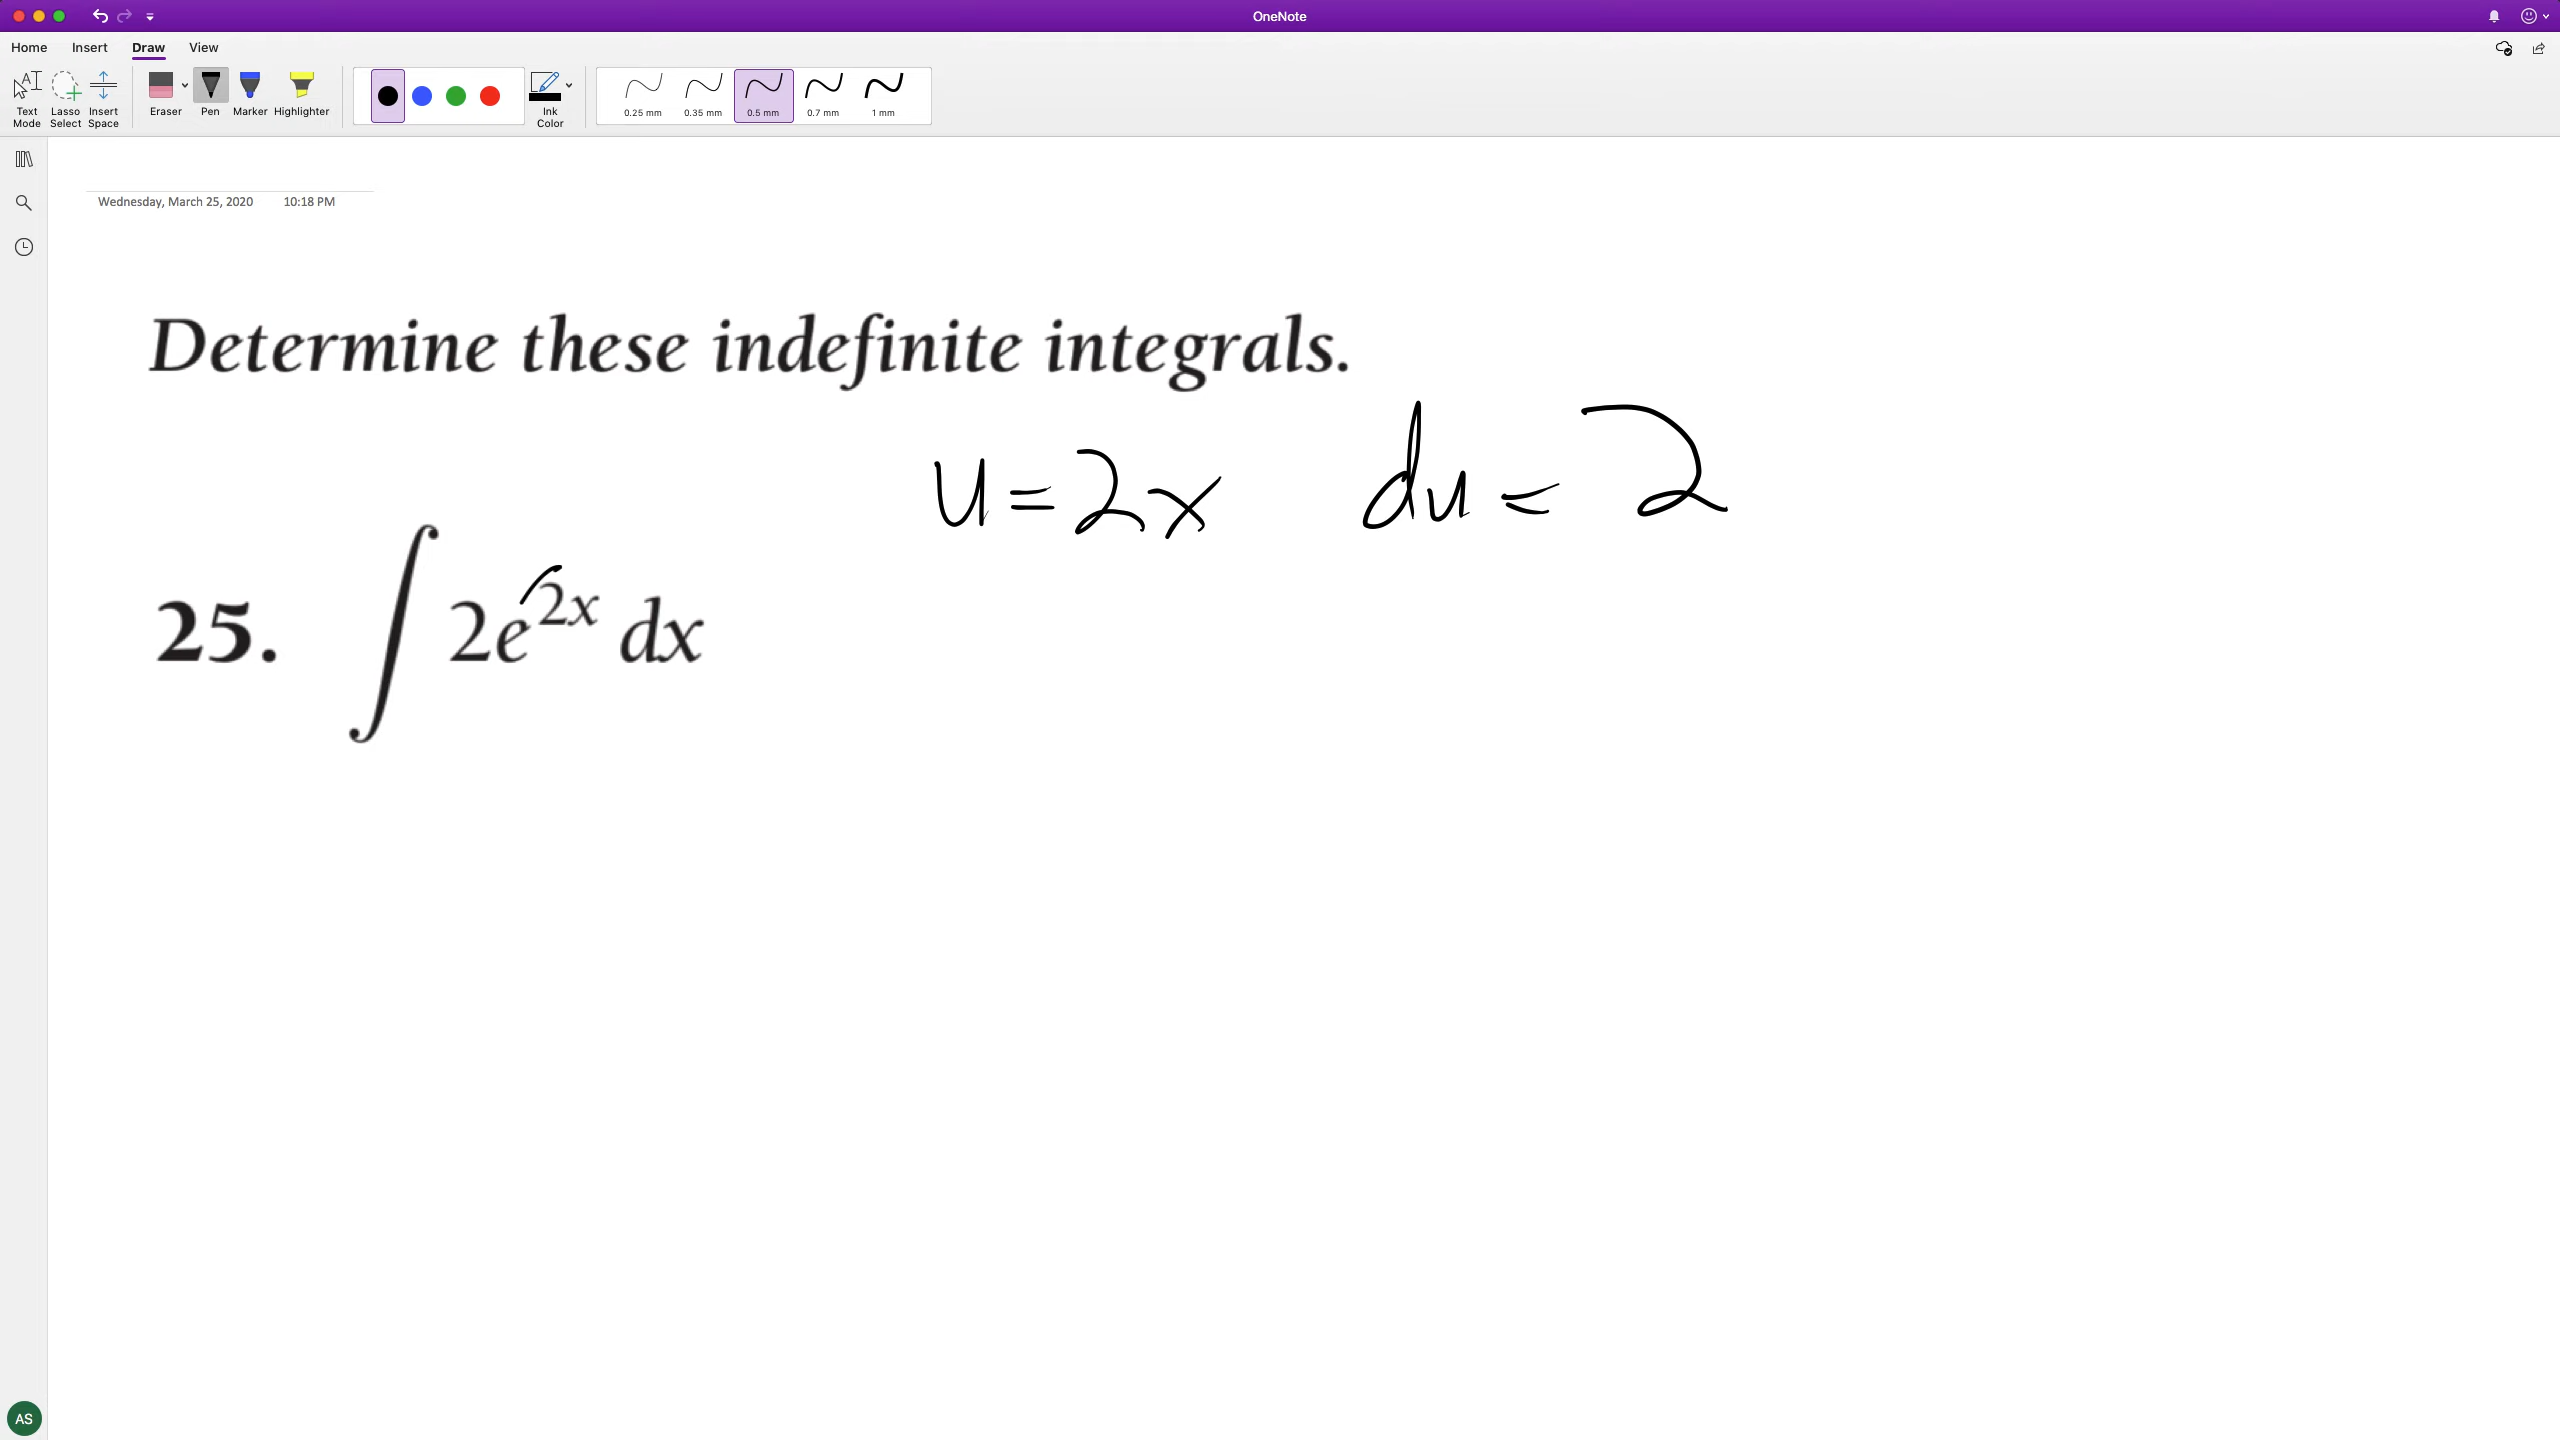 OneNote
Home Insert Draw View
Text Mode Lasso Select Insert Space Eraser Pen Marker Highlighter Ink Color 0.25 mm 0.35 mm 0.5 mm 0.7 mm 1 mm
Wednesday, March 25, 2020 10:18 PM
Determine these indefinite integrals.
u = 2x du = 2
25. ∫ 2e^{2x} dx
AS